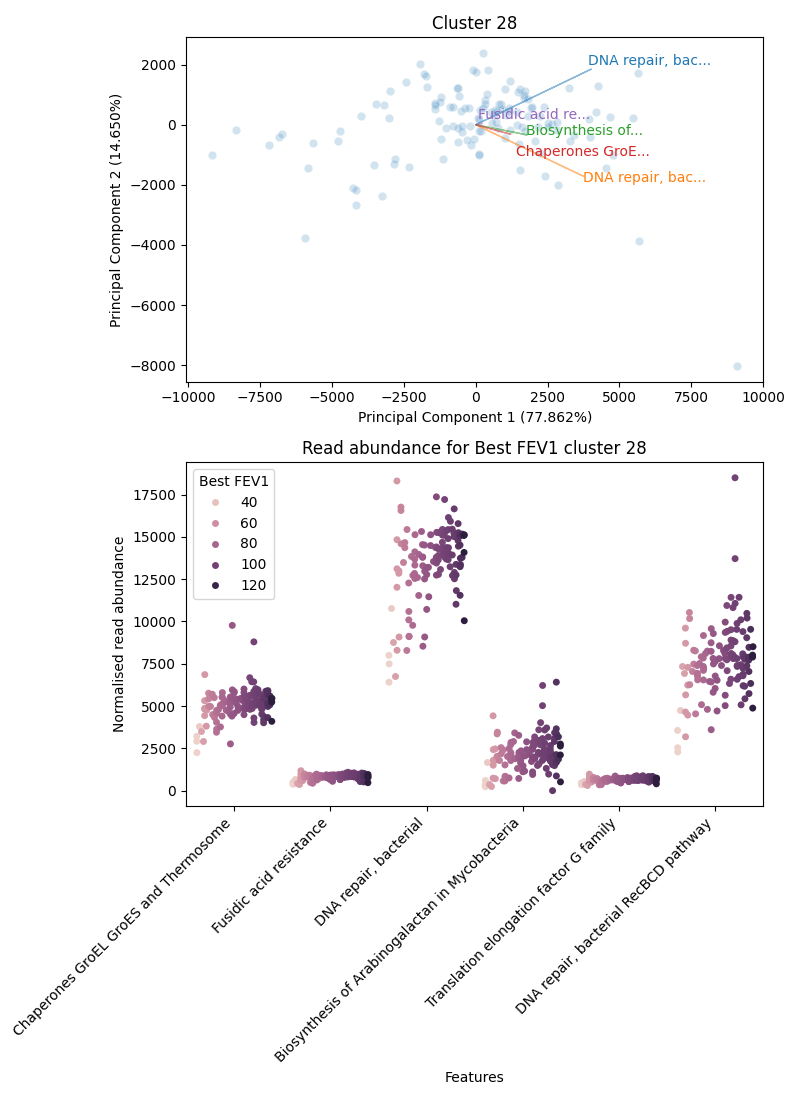 Cluster 28
2000
0
−2000
−4000
−6000
−8000
Principal Component 2 (14.650%)
DNA repair, bac...
Fusidic acid re...
Biosynthesis of...
Chaperones GroE...
DNA repair, bac...
−10000 −7500 −5000 −2500 0 2500 5000 7500 10000
Principal Component 1 (77.862%)
Read abundance for Best FEV1 cluster 28
Best FEV1
40
60
80
100
120
17500
15000
12500
10000
7500
5000
2500
0
Normalised read abundance
Chaperones GroEL GroES and Thermosome
Fusidic acid resistance
DNA repair, bacterial
Biosynthesis of Arabinogalactan in Mycobacteria
Translation elongation factor G family
DNA repair, bacterial RecBCD pathway
Features